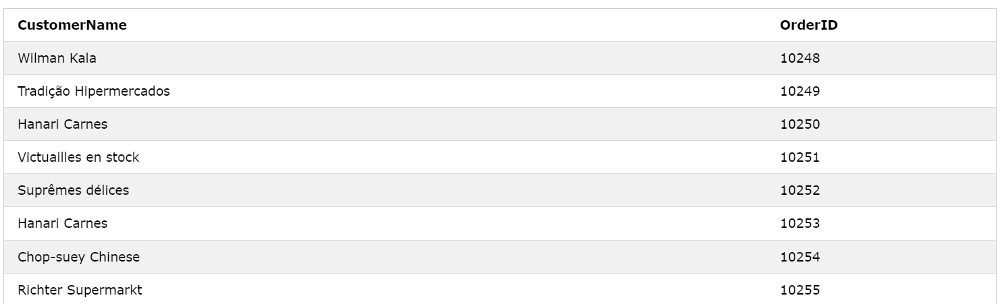 CustomerName OrderID
Wilman Kala 10248
Tradição Hipermercados 10249
Hanari Carnes 10250
Victuailles en stock 10251
Suprêmes délices 10252
Hanari Carnes 10253
Chop-suey Chinese 10254
Richter Supermarkt 10255